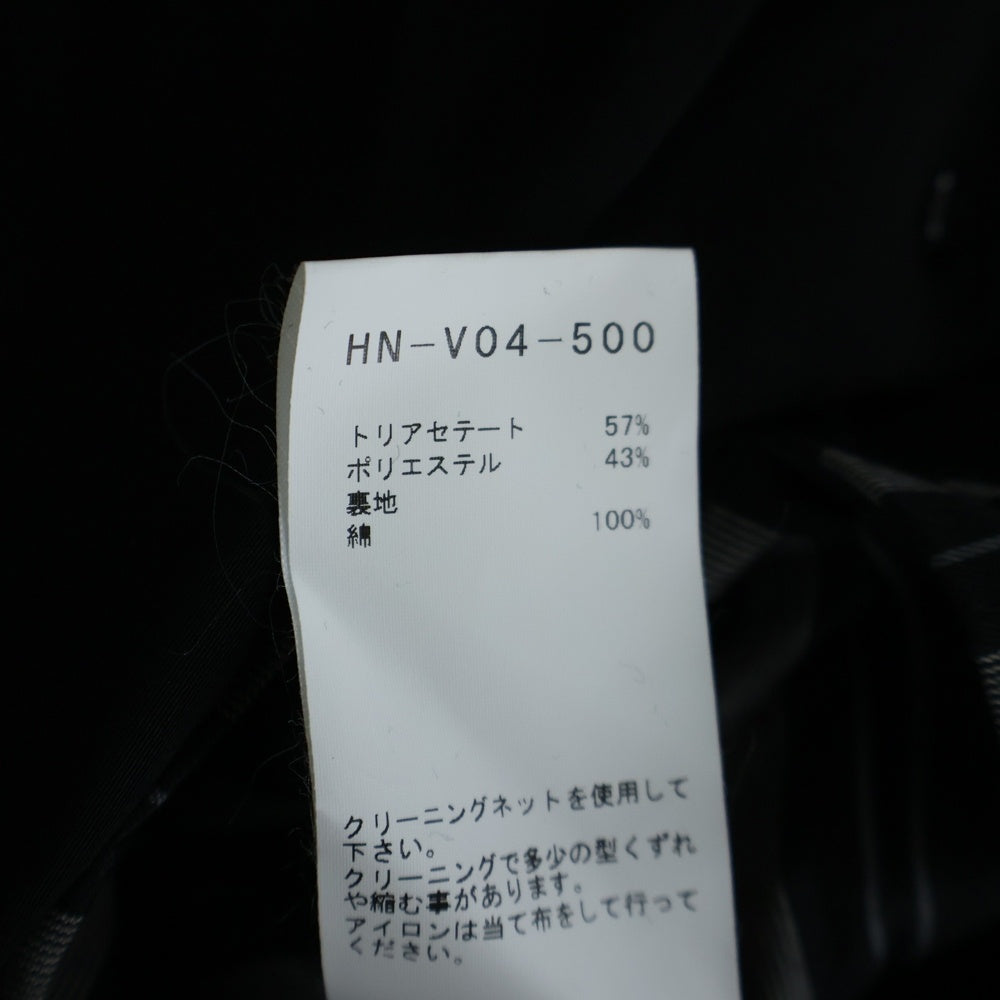 HN-V04-500
トリアセテート 57%
ポリエステル 43%
裏地
綿 100%
クリーニングネットを使用して
下さい。
クリーニングで多少の型くずれ
や縮む事があります。
アイロンは当て布をして行って
ください。